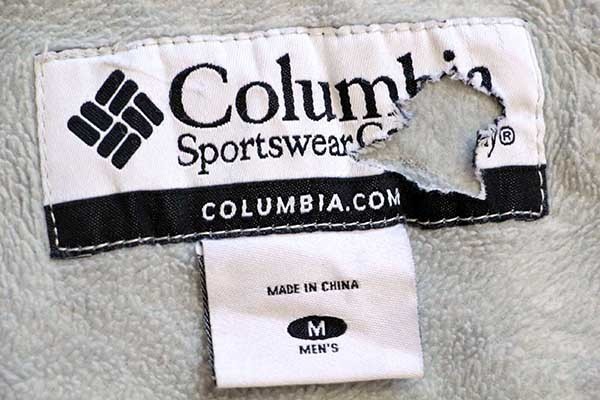 Columbia
Sportswear
COLUMBIA.COM
MADE IN CHINA
M
MEN'S